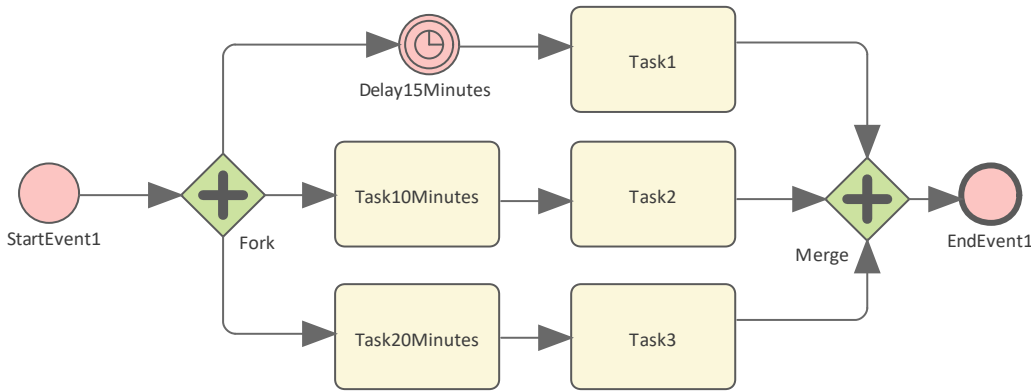 Delay15Minutes
Task1
StartEvent1
Fork
Task10Minutes
Task2
Merge
EndEvent1
Task20Minutes
Task3